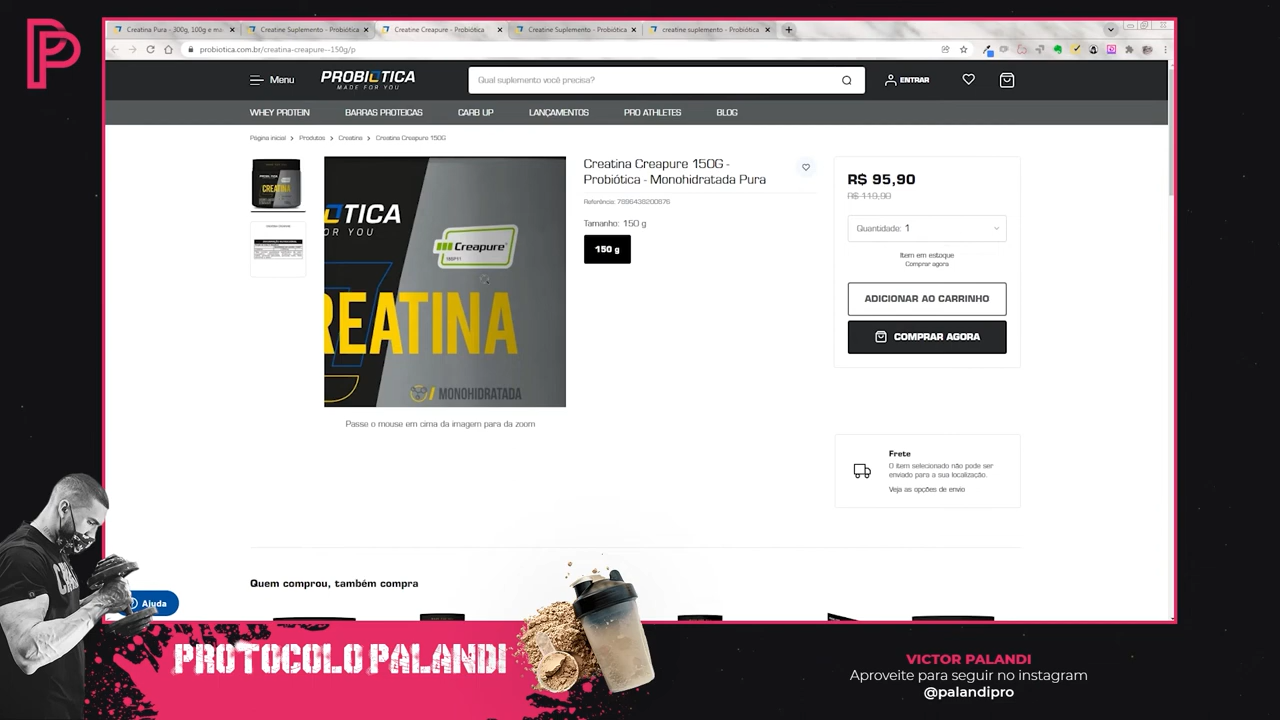 Creatina Pura - 300g, 100g e ma
Creatine Suplemento - Probiótica
Creatine Creapure - Probiótica
Creatine Suplemento - Probiótica
creatine suplemento - Probiótica
probiotica.com.br/creatina-creapure--150g/p
Menu
PROBIOTICA
MADE FOR YOU
Qual suplemento você precisa?
ENTRAR
WHEY PROTEIN
BARRAS PROTEICAS
CARB UP
LANÇAMENTOS
PRO ATHLETES
BLOG
Página inicial > Produtos > Creatina > Creatina Creapure 150G
CREATINA
TICA
FOR YOU
Creapure
REATINA
MONOHIDRATADA
Passe o mouse em cima da imagem para da zoom
Creatina Creapure 150G -
Probiótica - Monohidratada Pura
Referência: 7896438200876
Tamanho: 150 g
150 g
R$ 95,90
R$ 119,90
Quantidade: 1
Item em estoque
Comprar agora
ADICIONAR AO CARRINHO
COMPRAR AGORA
Frete
O item selecionado não pode ser
enviado para a sua localização.
Veja as opções de envio
Quem comprou, também compra
Ajuda
PROTOCOLO PALANDI
VICTOR PALANDI
Aproveite para seguir no instagram
@palandipro